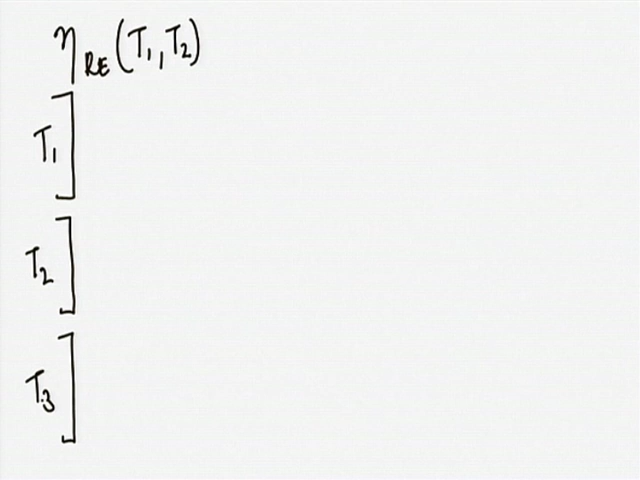 η_RE (T₁, T₂)
T₁
T₂
T₃